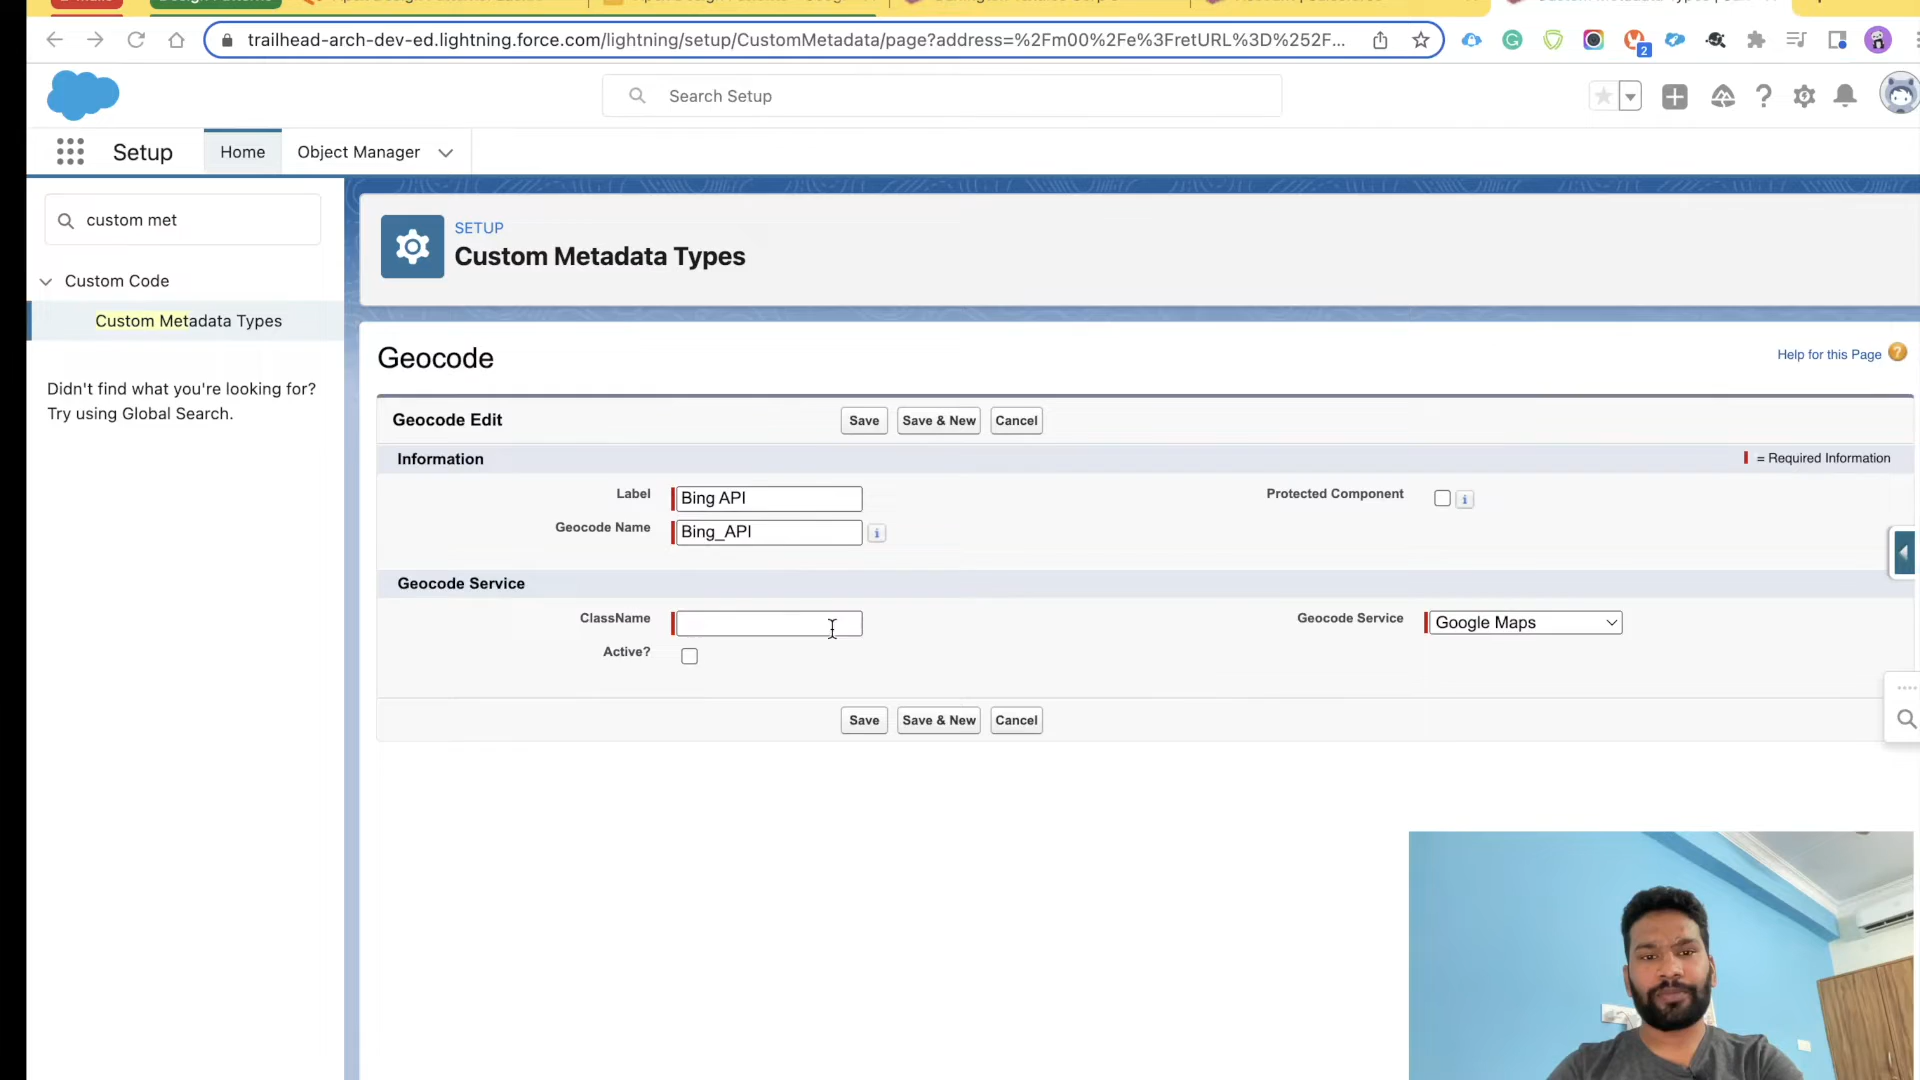 trailhead-arch-dev-ed.lightning.force.com/lightning/setup/CustomMetadata/page?address=%2Fm00%2Fe%3FretURL%3D%252F...
2
Search Setup
Setup
Home
Object Manager
custom met
Custom Code
Custom Metadata Types
Didn't find what you're looking for?
Try using Global Search.
SETUP
Custom Metadata Types
Geocode
Help for this Page
Geocode Edit
Save
Save & New
Cancel
Information
= Required Information
Label
Bing API
Protected Component
Geocode Name
Bing_API
Geocode Service
ClassName
Geocode Service
Google Maps
Active?
Save
Save & New
Cancel